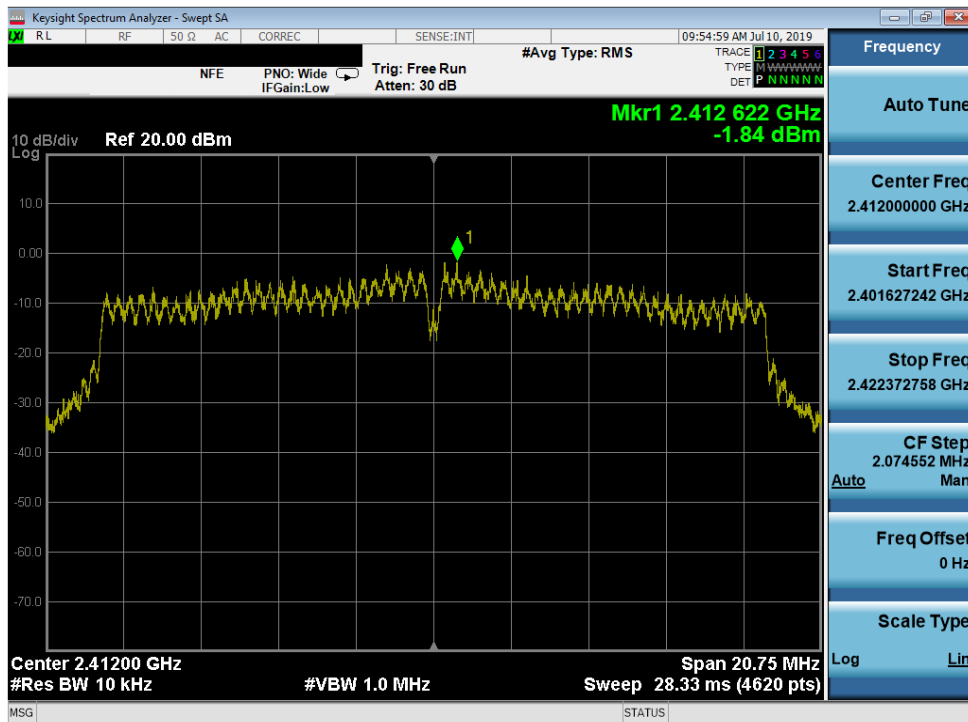 Keysight Spectrum Analyzer - Swept SA
LXI RL RF 50 Ω AC CORREC SENSE:INT 09:54:59 AM Jul 10, 2019
NFE PNO: Wide Trig: Free Run #Avg Type: RMS TRACE 1 2 3 4 5 6
IFGain:Low Atten: 30 dB TYPE M W W W W W
DET P N N N N N
Mkr1 2.412 622 GHz
-1.84 dBm
10 dB/div Ref 20.00 dBm
Log
10.0
0.00
-10.0
-20.0
-30.0
-40.0
-50.0
-60.0
-70.0
1
Center 2.41200 GHz Span 20.75 MHz
#Res BW 10 kHz #VBW 1.0 MHz Sweep 28.33 ms (4620 pts)
MSG STATUS
Frequency
Auto Tune
Center Freq
2.412000000 GHz
Start Freq
2.401627242 GHz
Stop Freq
2.422372758 GHz
CF Step
2.074552 MHz
Auto Man
Freq Offset
0 Hz
Scale Type
Log Lin